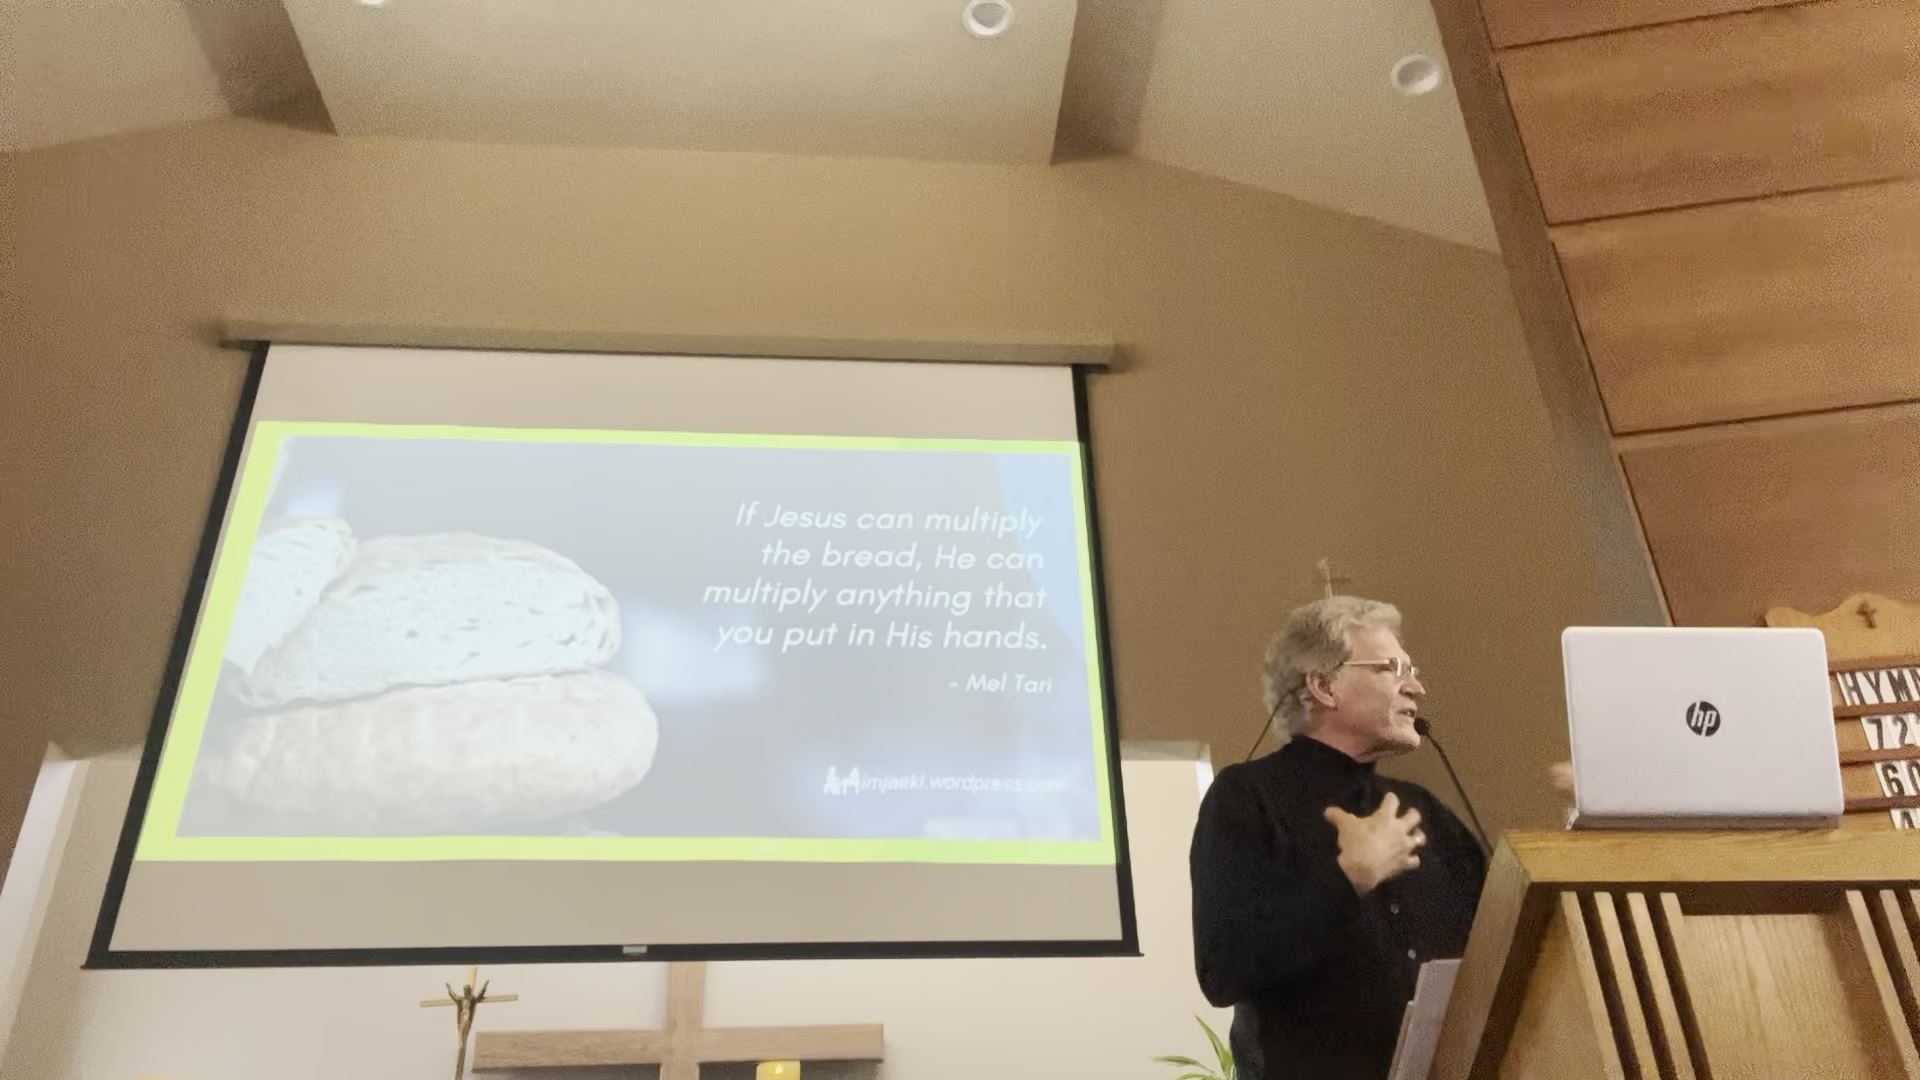 If Jesus can multiply
the bread, He can
multiply anything that
you put in His hands.
- Mel Tari
imjaeki.wordpress.com
hp
HYM
72
60